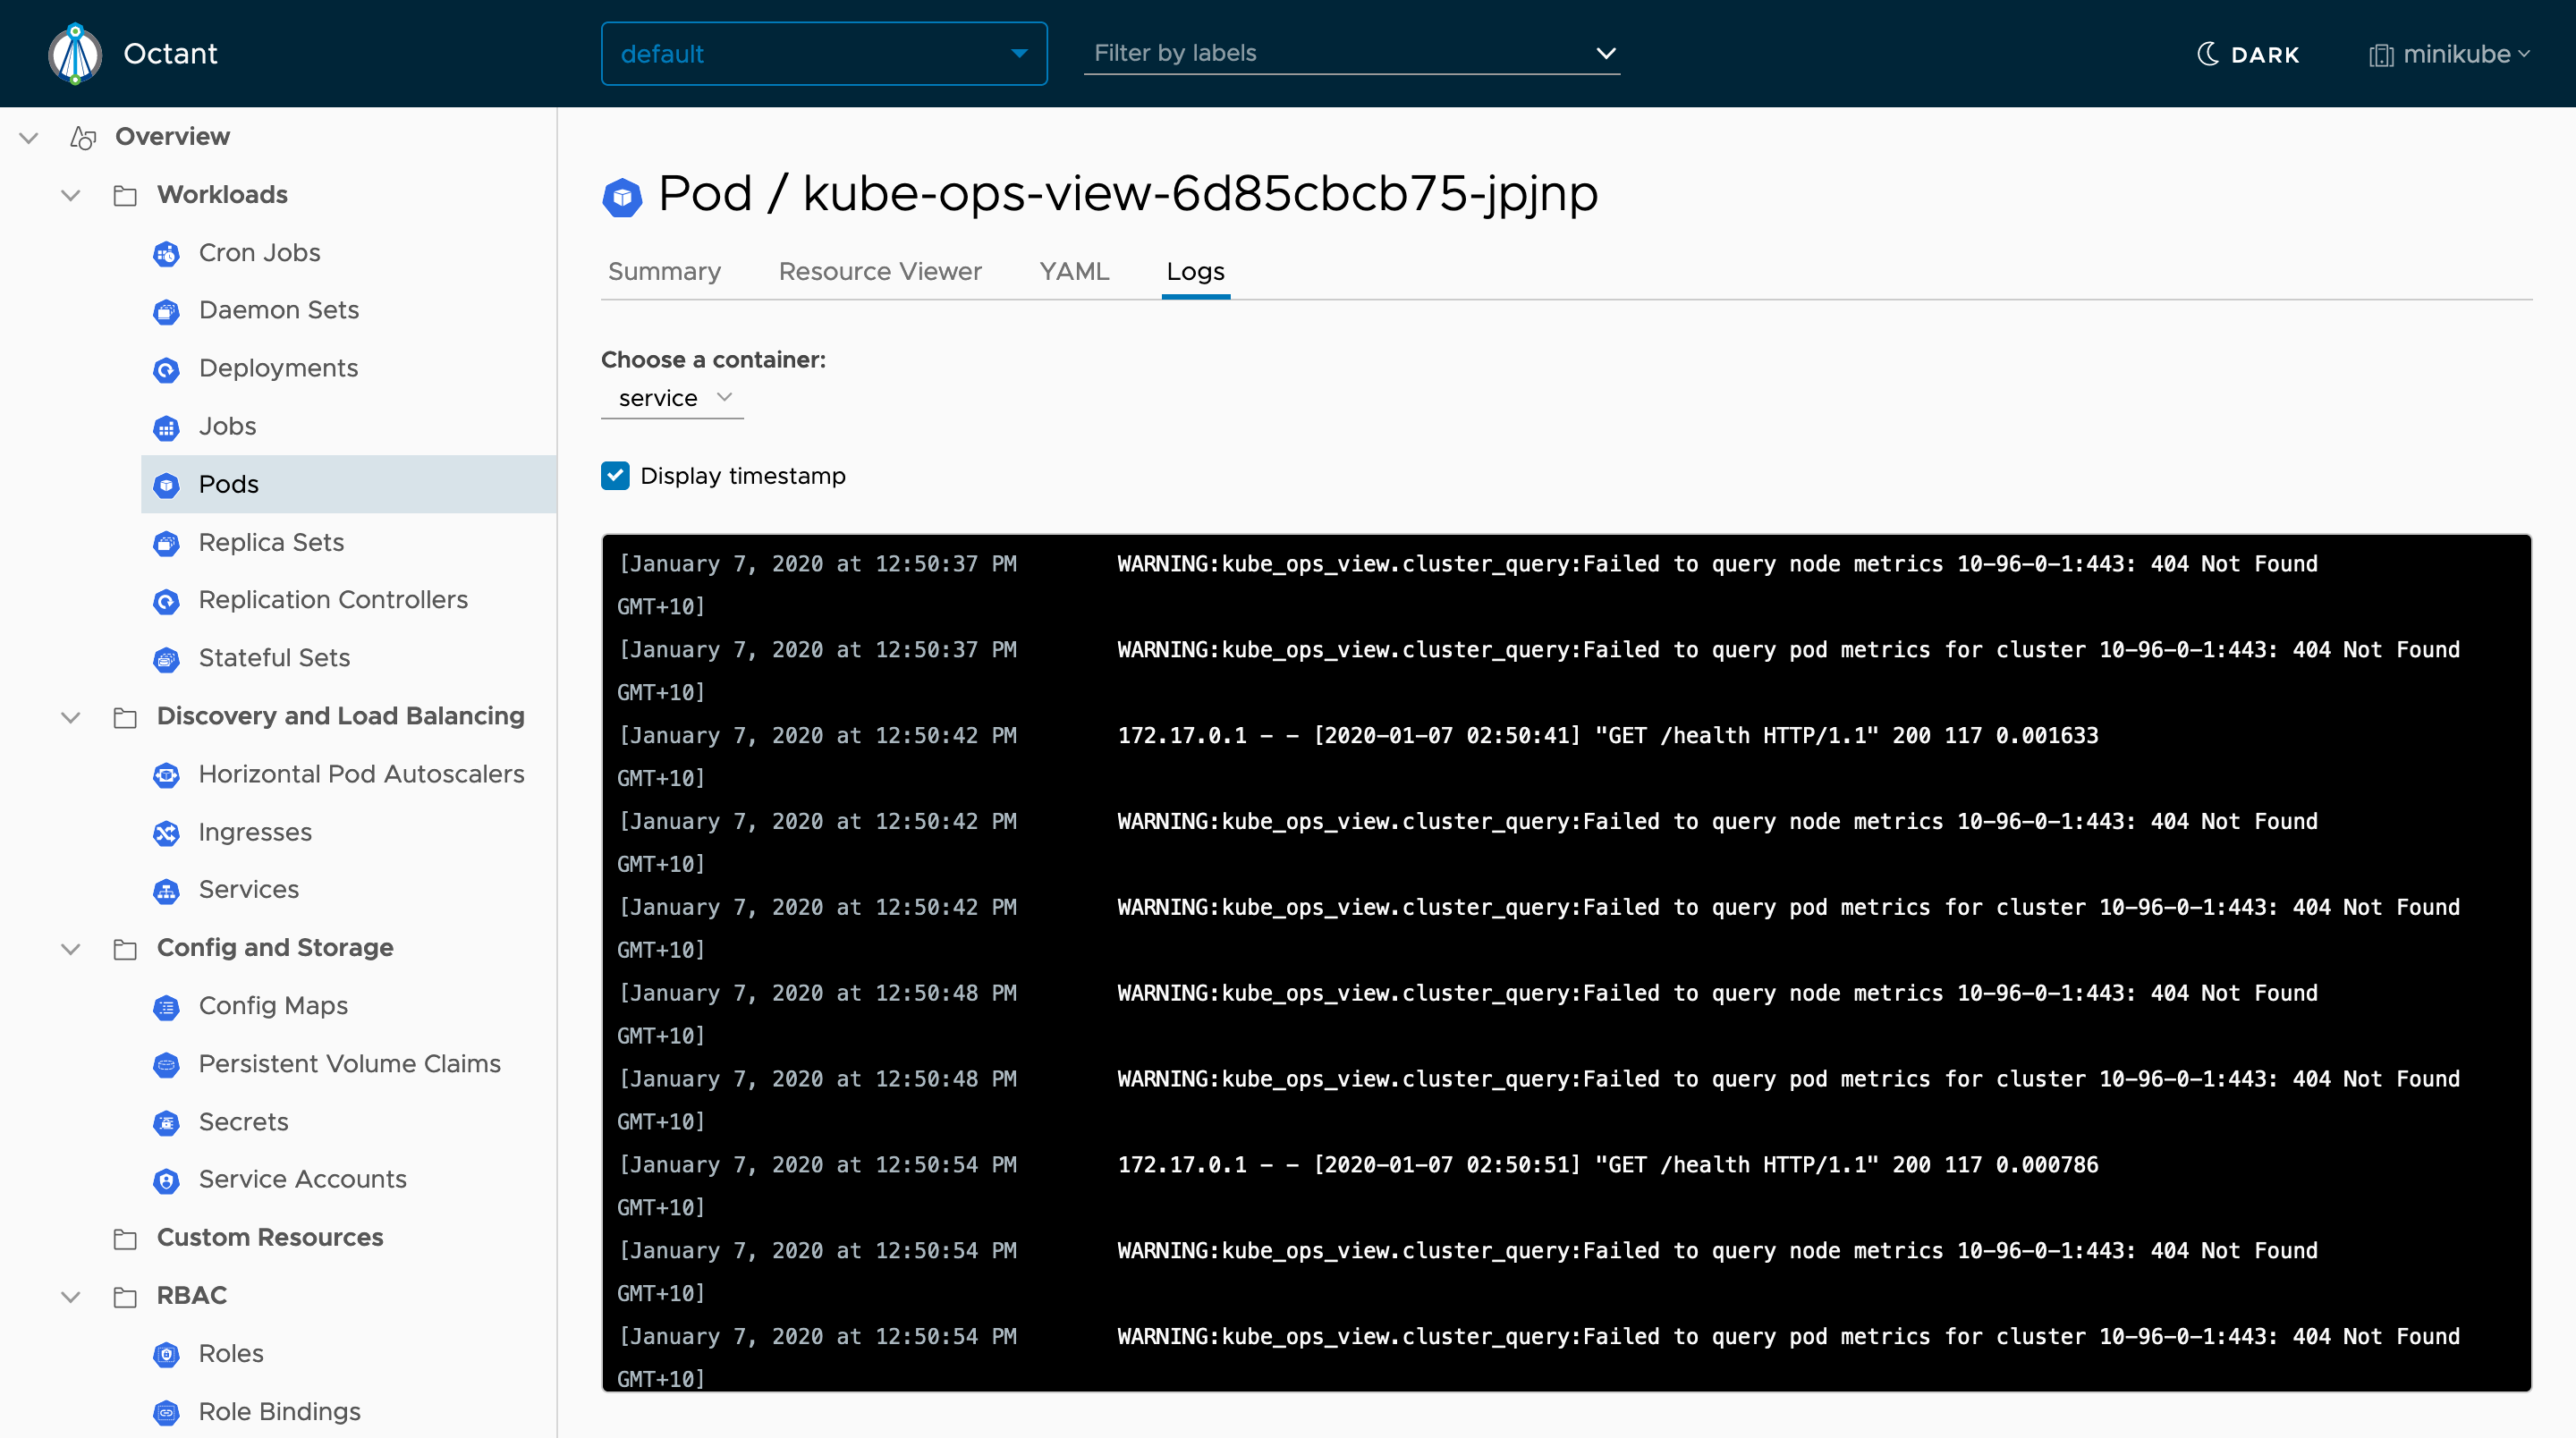 Octant
default
Filter by labels
DARK
minikube
Overview
Workloads
Cron Jobs
Daemon Sets
Deployments
Jobs
Pods
Replica Sets
Replication Controllers
Stateful Sets
Discovery and Load Balancing
Horizontal Pod Autoscalers
Ingresses
Services
Config and Storage
Config Maps
Persistent Volume Claims
Secrets
Service Accounts
Custom Resources
RBAC
Roles
Role Bindings
Pod / kube-ops-view-6d85cbcb75-jpjnp
Summary Resource Viewer YAML Logs
Choose a container:
service
Display timestamp
[January 7, 2020 at 12:50:37 PM WARNING:kube_ops_view.cluster_query:Failed to query node metrics 10-96-0-1:443: 404 Not Found
GMT+10]
[January 7, 2020 at 12:50:37 PM WARNING:kube_ops_view.cluster_query:Failed to query pod metrics for cluster 10-96-0-1:443: 404 Not Found
GMT+10]
[January 7, 2020 at 12:50:42 PM 172.17.0.1 - - [2020-01-07 02:50:41] "GET /health HTTP/1.1" 200 117 0.001633
GMT+10]
[January 7, 2020 at 12:50:42 PM WARNING:kube_ops_view.cluster_query:Failed to query node metrics 10-96-0-1:443: 404 Not Found
GMT+10]
[January 7, 2020 at 12:50:42 PM WARNING:kube_ops_view.cluster_query:Failed to query pod metrics for cluster 10-96-0-1:443: 404 Not Found
GMT+10]
[January 7, 2020 at 12:50:48 PM WARNING:kube_ops_view.cluster_query:Failed to query node metrics 10-96-0-1:443: 404 Not Found
GMT+10]
[January 7, 2020 at 12:50:48 PM WARNING:kube_ops_view.cluster_query:Failed to query pod metrics for cluster 10-96-0-1:443: 404 Not Found
GMT+10]
[January 7, 2020 at 12:50:54 PM 172.17.0.1 - - [2020-01-07 02:50:51] "GET /health HTTP/1.1" 200 117 0.000786
GMT+10]
[January 7, 2020 at 12:50:54 PM WARNING:kube_ops_view.cluster_query:Failed to query node metrics 10-96-0-1:443: 404 Not Found
GMT+10]
[January 7, 2020 at 12:50:54 PM WARNING:kube_ops_view.cluster_query:Failed to query pod metrics for cluster 10-96-0-1:443: 404 Not Found
GMT+10]